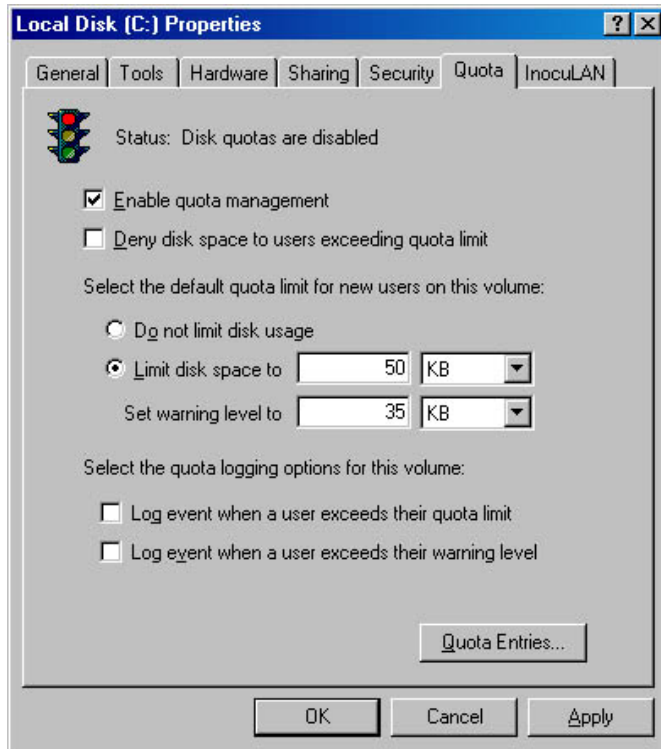 Local Disk (C:) Properties
General Tools Hardware Sharing Security Quota InocuLAN
Status: Disk quotas are disabled
Enable quota management
Deny disk space to users exceeding quota limit
Select the default quota limit for new users on this volume:
Do not limit disk usage
Limit disk space to 50 KB
Set warning level to 35 KB
Select the quota logging options for this volume:
Log event when a user exceeds their quota limit
Log event when a user exceeds their warning level
Quota Entries...
OK Cancel Apply